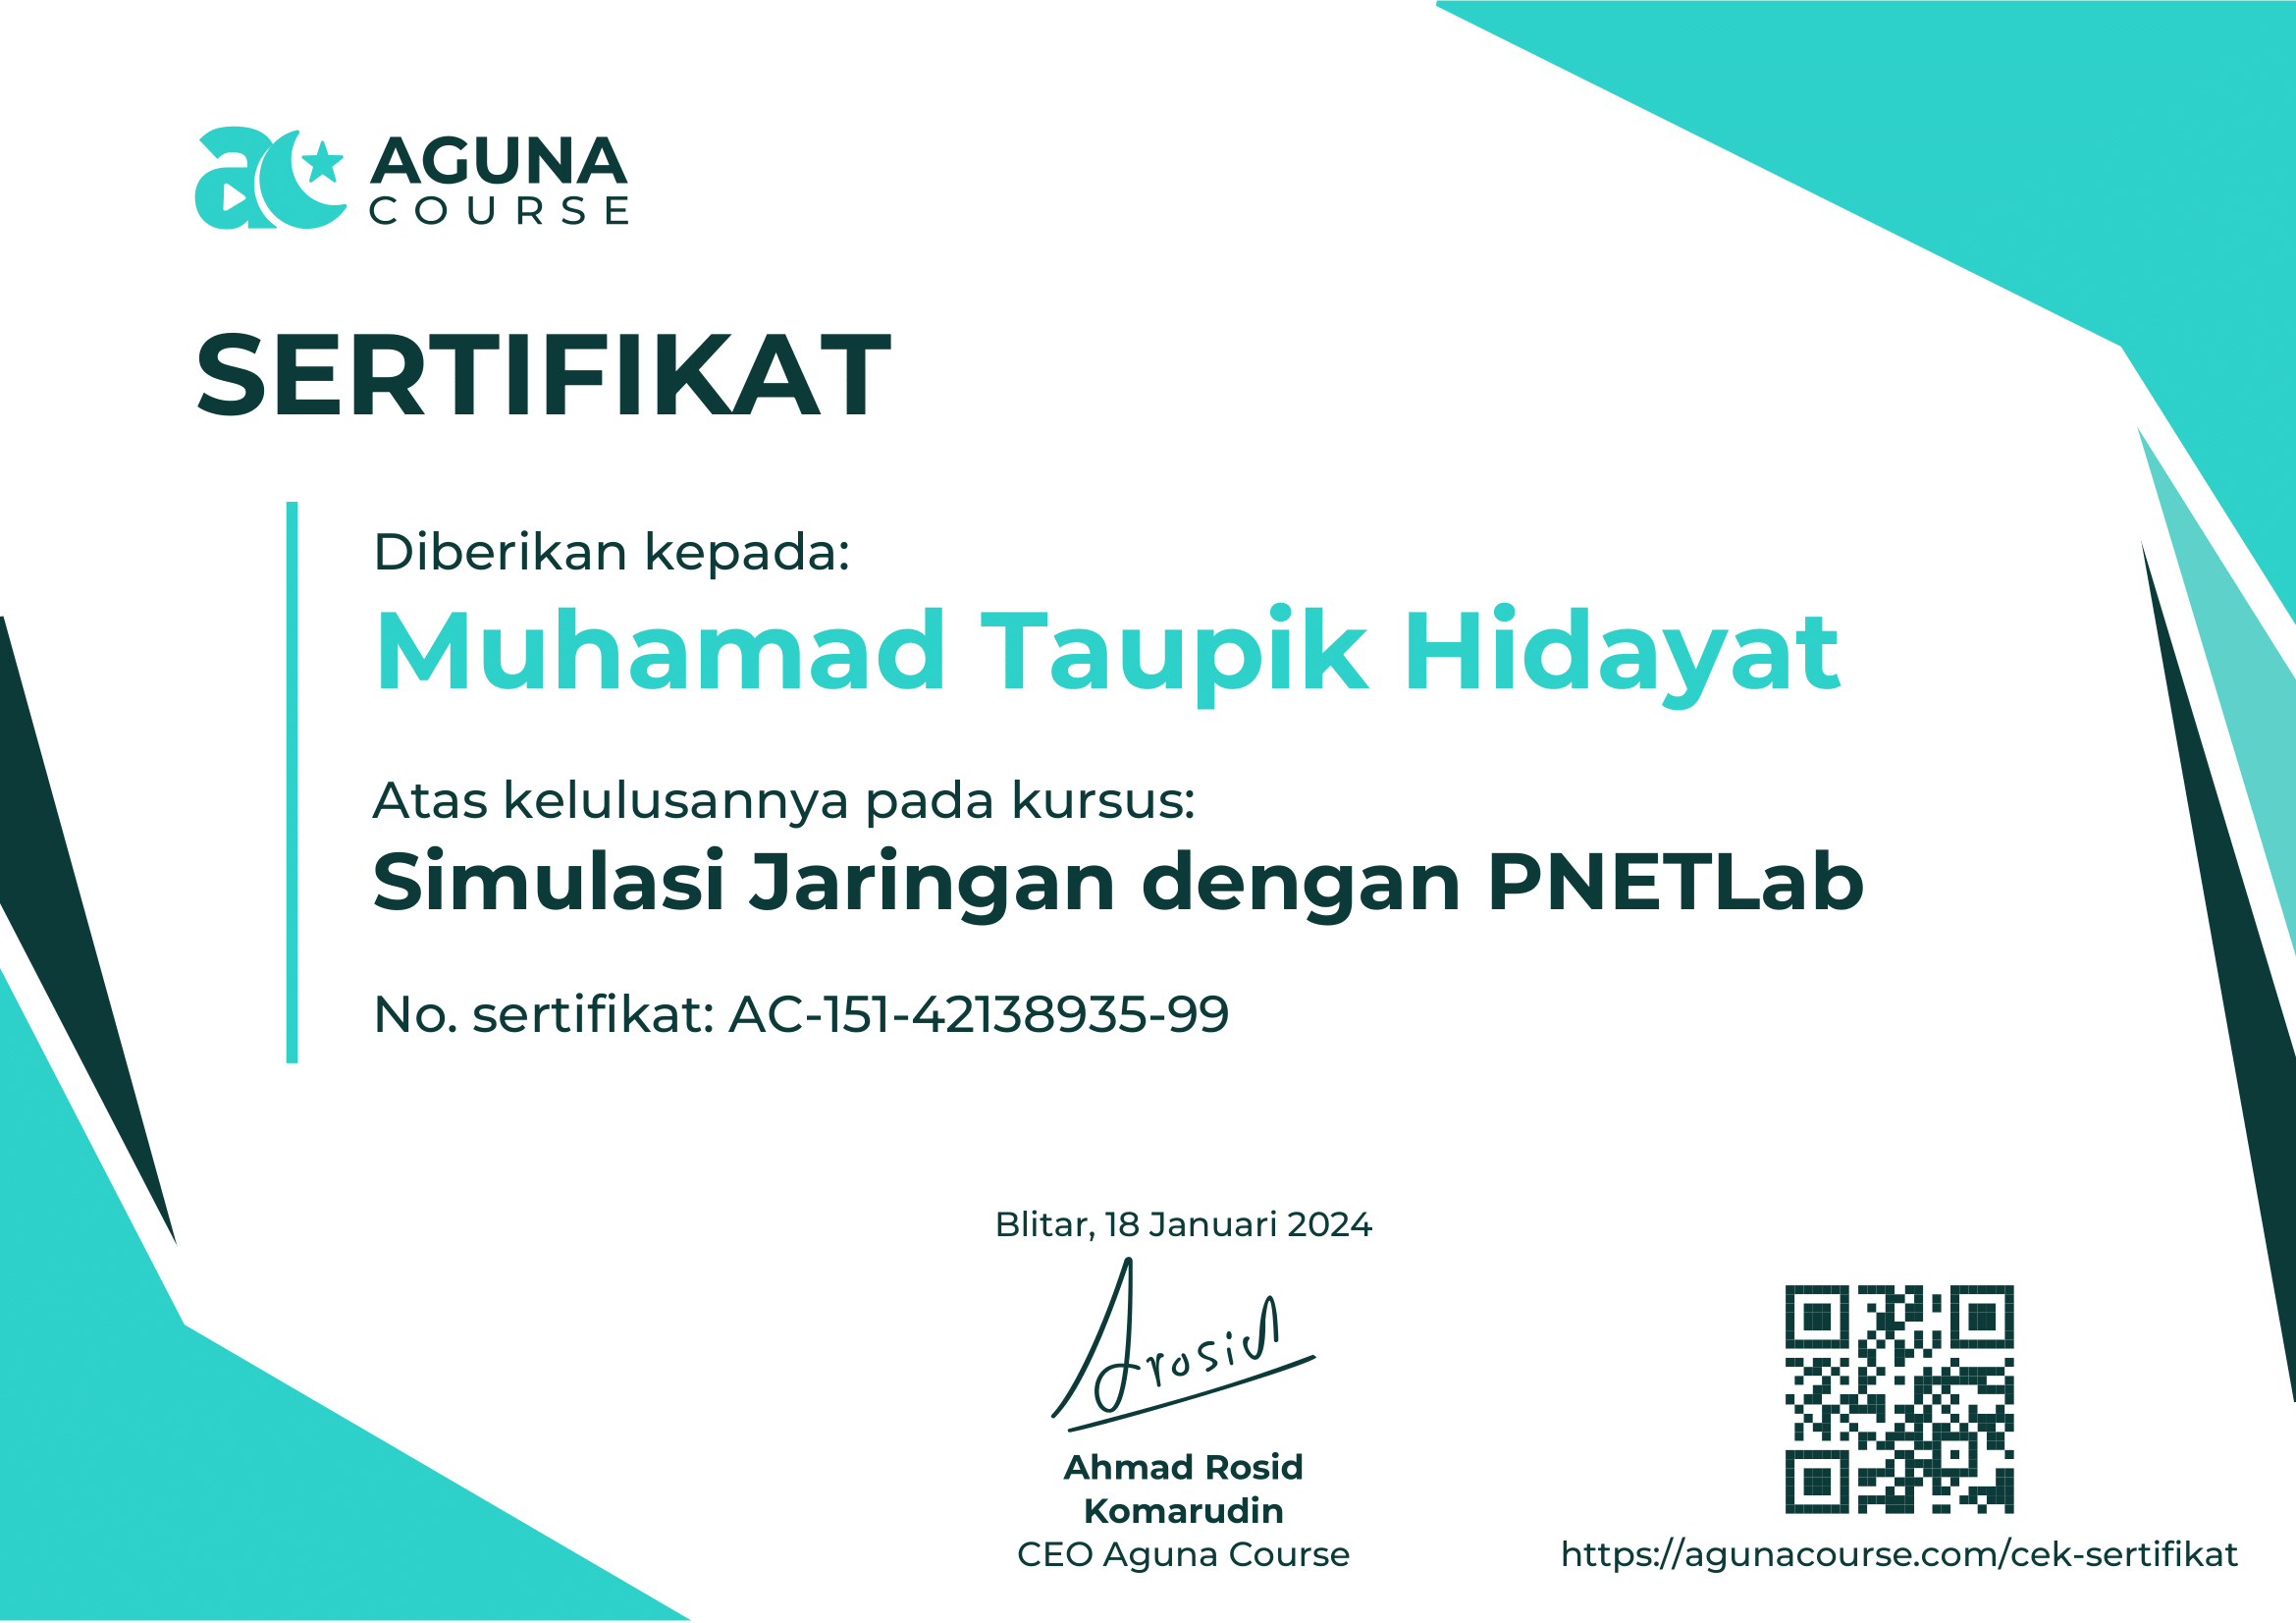 ac
AGUNA
COURSE
SERTIFIKAT
Diberikan kepada:
Muhamad Taupik Hidayat
Atas kelulusannya pada kursus:
Simulasi Jaringan dengan PNETLab
No. sertifikat: AC-151-42138935-99
Blitar, 18 Januari 2024
Arosid
Ahmad Rosid
Komarudin
CEO Aguna Course
https://agunacourse.com/cek-sertifikat